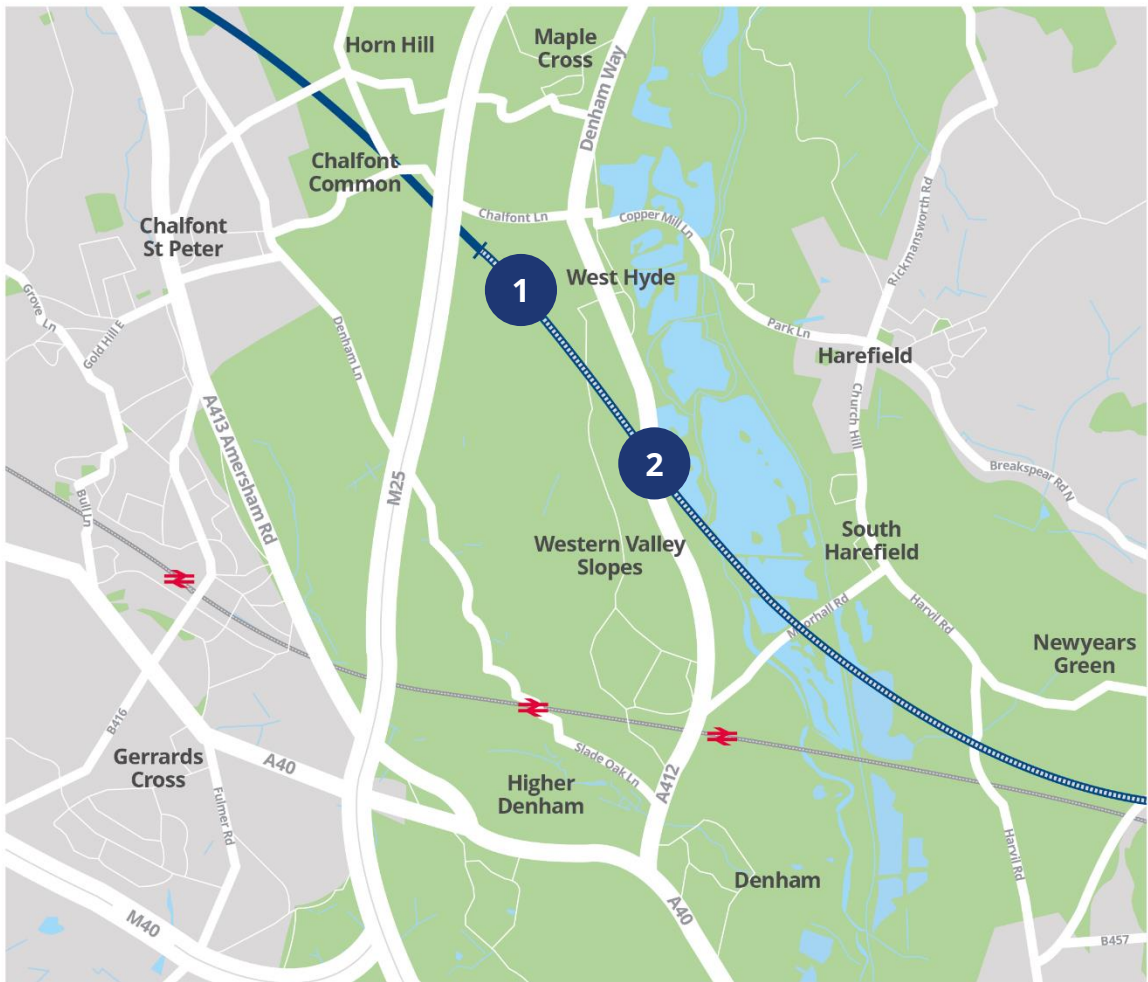 Horn Hill
Maple
Cross
Denham Way
Chalfont
Common
Chalfont Ln
Copper Mill Ln
Rickmansworth Rd
Chalfont
St Peter
1
West Hyde
Grove Ln
Gold Hill E
Denham Ln
Park Ln
Harefield
Church Hill
A413 Amersham Rd
M25
2
Breakspear Rd N
Bull Ln
Western Valley
Slopes
South
Harefield
Moorhall Rd
Harvil Rd
Newyears
Green
B416
Gerrards
Cross
A40
Slade Oak Ln
Higher
Denham
A412
Fulmer Rd
Harvil Rd
Denham
A40
M40
B457